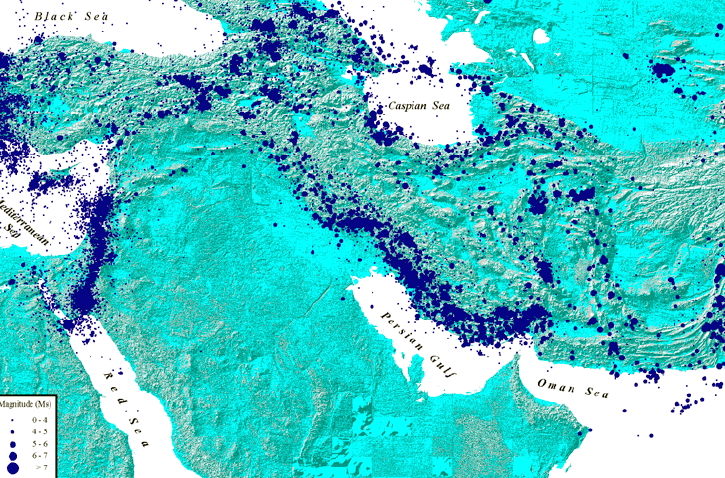 Black Sea
Caspian Sea
Mediterranean
Sea
Persian Gulf
Oman Sea
Red Sea
Magnitude (Ms)
0 - 4
4 - 5
5 - 6
6 - 7
> 7